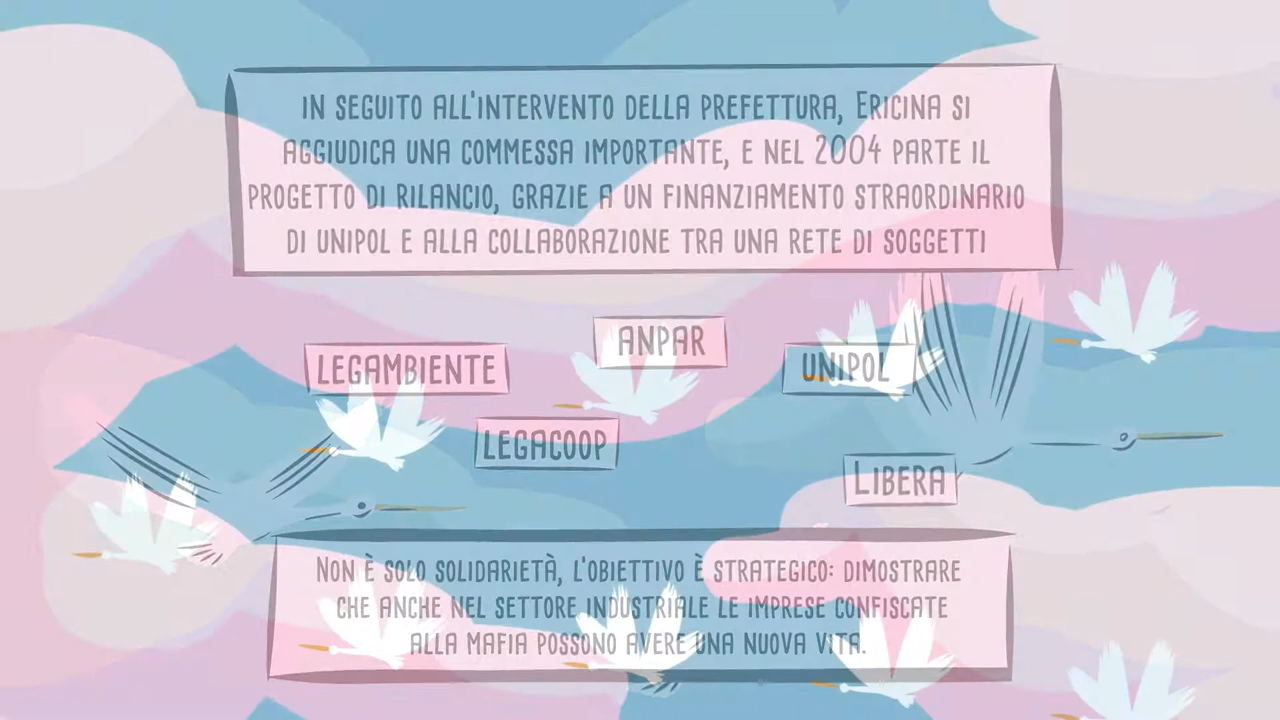 IN SEGUITO ALL'INTERVENTO DELLA PREFETTURA, ERICINA SI
AGGIUDICA UNA COMMESSA IMPORTANTE, E NEL 2004 PARTE IL
PROGETTO DI RILANCIO, GRAZIE A UN FINANZIAMENTO STRAORDINARIO
DI UNIPOL E ALLA COLLABORAZIONE TRA UNA RETE DI SOGGETTI
ANPAR
LEGAMBIENTE
UNIPOL
LEGACOOP
LIBERA
NON È SOLO SOLIDARIETÀ, L'OBIETTIVO È STRATEGICO: DIMOSTRARE
CHE ANCHE NEL SETTORE INDUSTRIALE LE IMPRESE CONFISCATE
ALLA MAFIA POSSONO AVERE UNA NUOVA VITA.